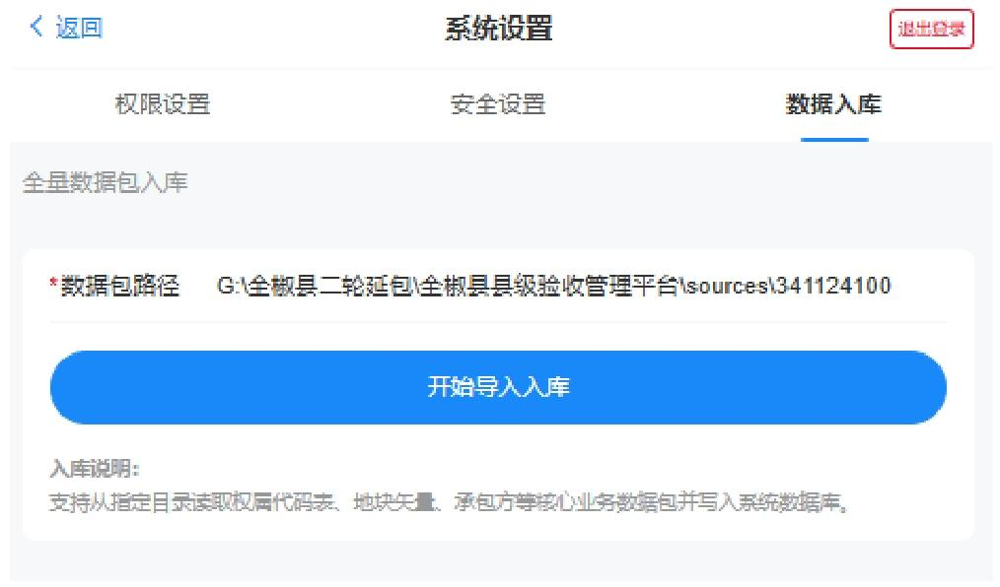 返回
系统设置
退出登录
权限设置
安全设置
数据入库
全量数据包入库
*数据包路径 G:\全椒县二轮延包\全椒县县级验收管理平台\sources\341124100
开始导入入库
入库说明:
支持从指定目录读取权属代码表、地块矢量、承包方等核心业务数据包并写入系统数据库。